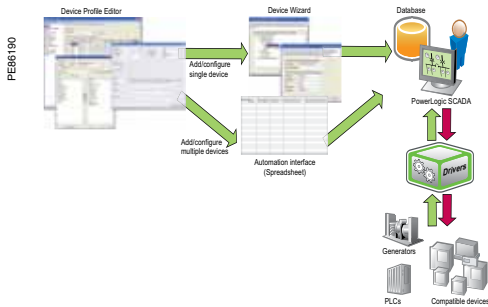 PE86190
Device Profile Editor
Device Wizard
Database
Add/configure
single device
PowerLogic SCADA
Add/configure
multiple devices
Automation interface
(Spreadsheet)
Drivers
Generators
PLCs
Compatible devices